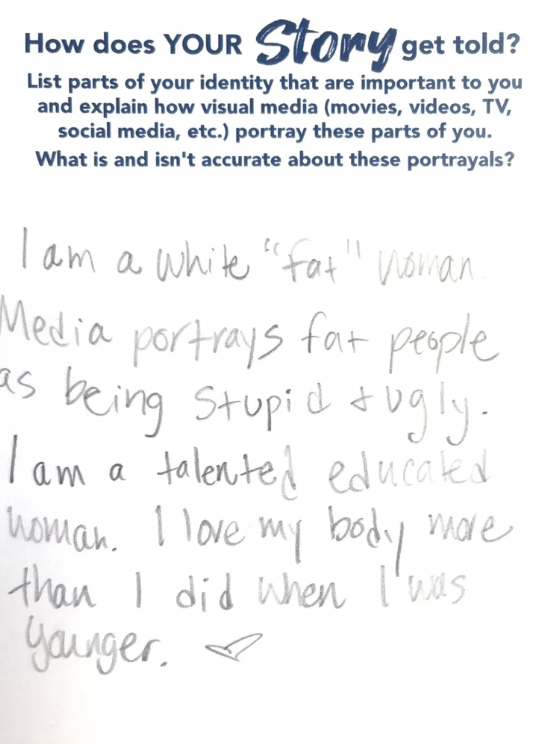 How does YOUR Story get told?
List parts of your identity that are important to you
and explain how visual media (movies, videos, TV,
social media, etc.) portray these parts of you.
What is and isn't accurate about these portrayals?
I am a white "fat" woman
Media portrays fat people
as being stupid + ugly.
I am a talented educated
woman. I love my body more
than I did when I was
younger.